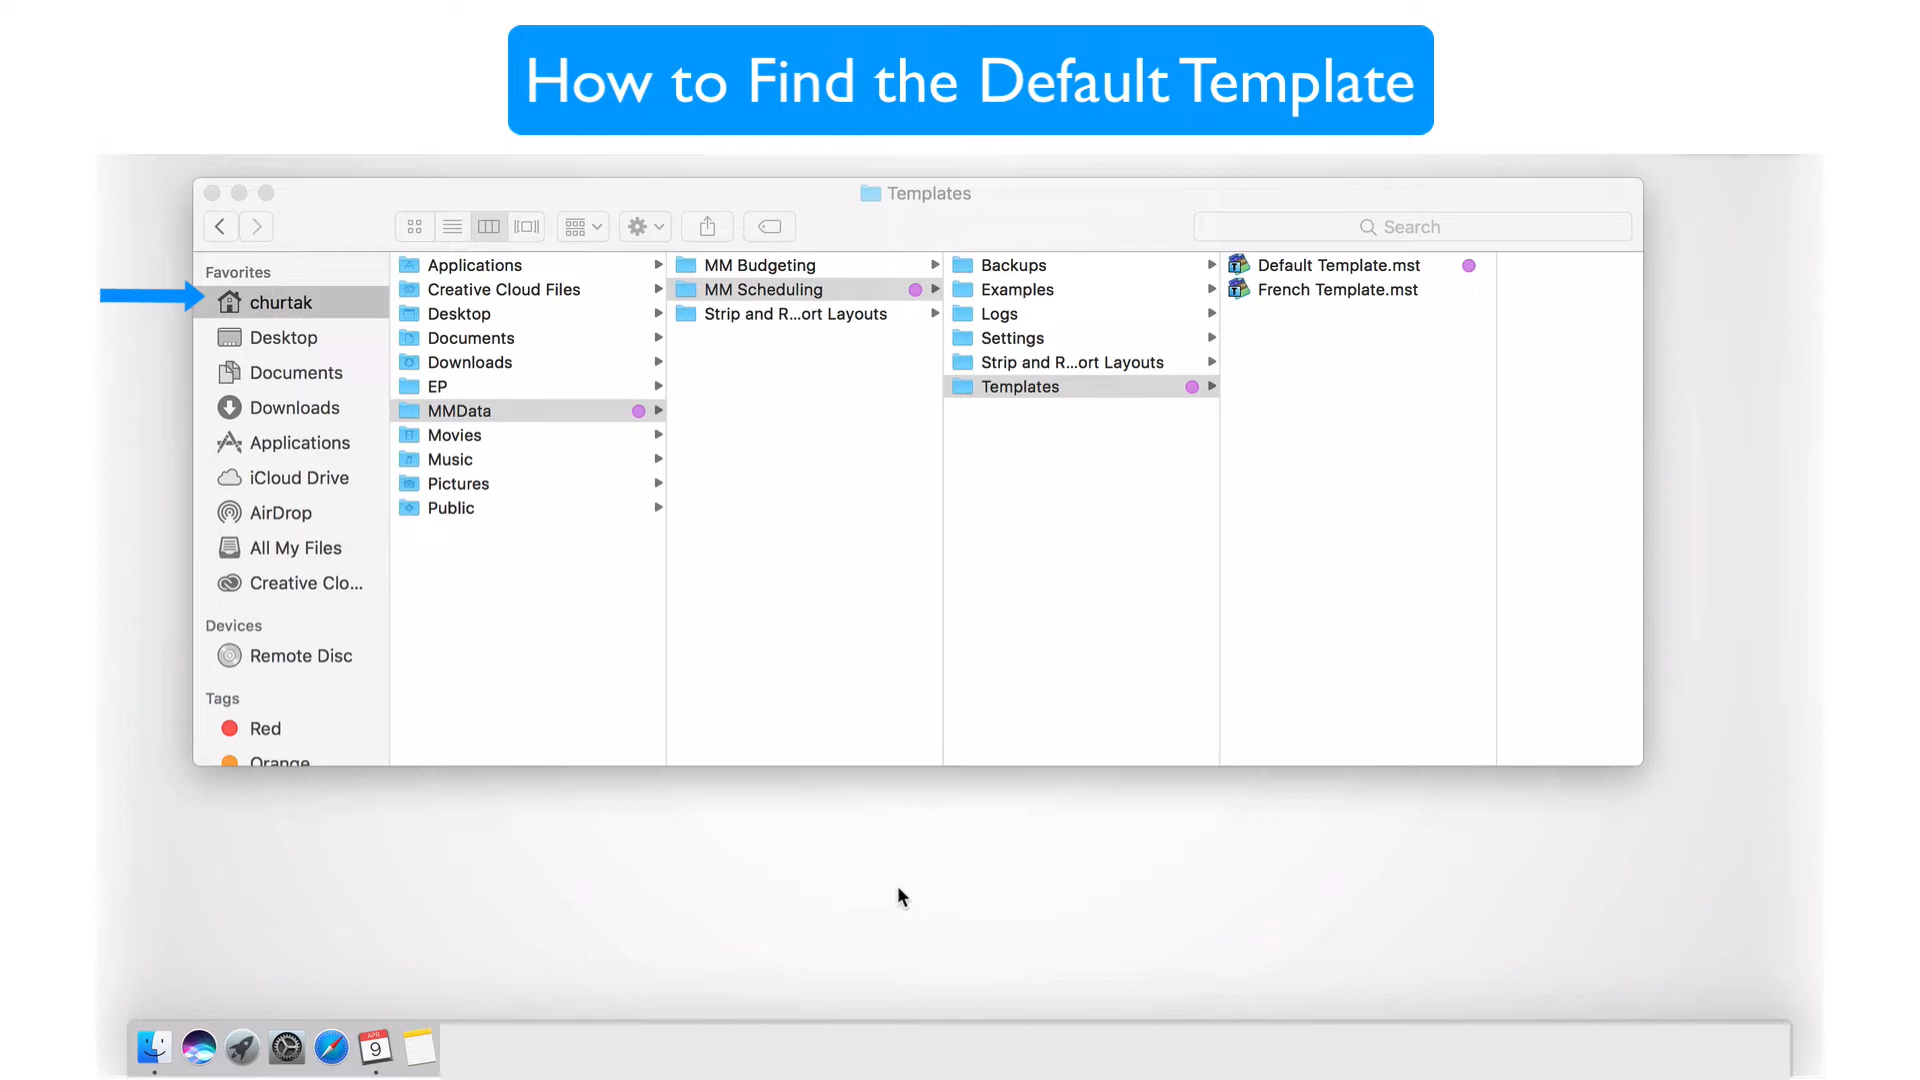 How to Find the Default Template
Templates
Search
Favorites
churtak
Desktop
Documents
Downloads
Applications
iCloud Drive
AirDrop
All My Files
Creative Clo...
Devices
Remote Disc
Tags
Red
Orange
Applications
Creative Cloud Files
Desktop
Documents
Downloads
EP
MMData
Movies
Music
Pictures
Public
MM Budgeting
MM Scheduling
Strip and R...ort Layouts
Backups
Examples
Logs
Settings
Strip and R...ort Layouts
Templates
Default Template.mst
French Template.mst
APR
9